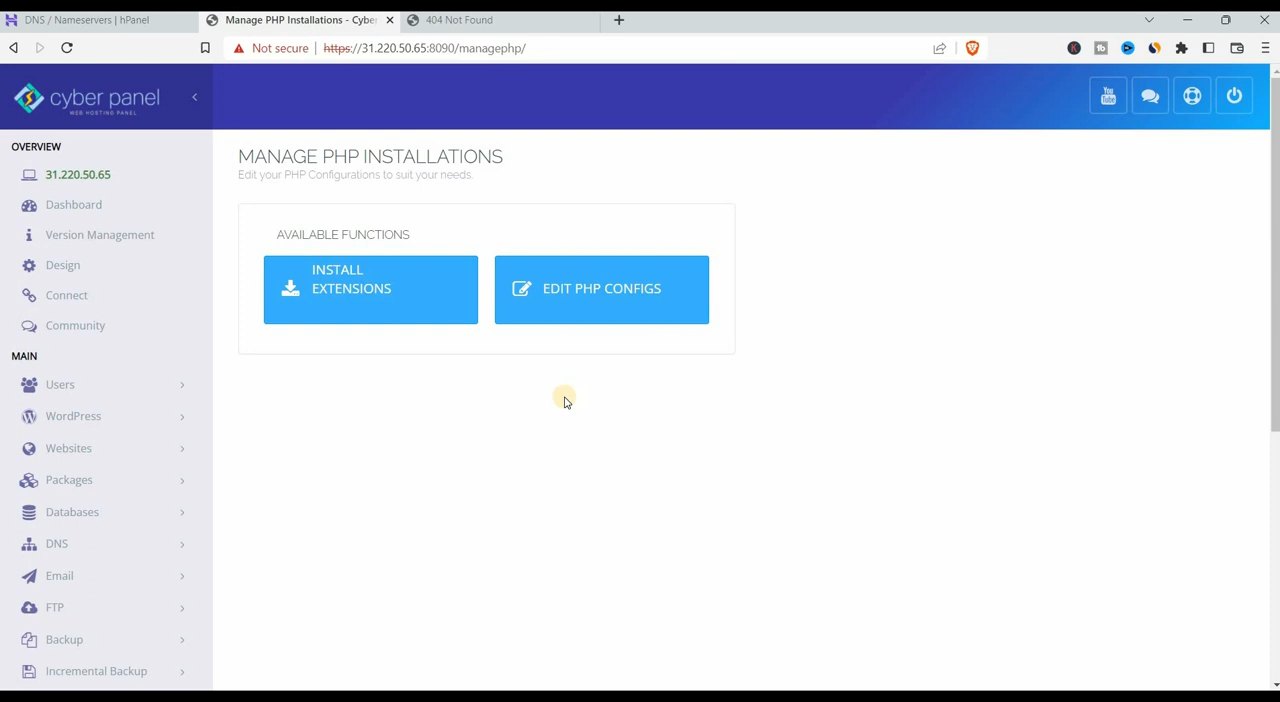 DNS / Nameservers | hPanel
Manage PHP Installations - Cyber
404 Not Found
Not secure
https://31.220.50.65:8090/managephp/
cyber panel
WEB HOSTING PANEL
You
Tube
OVERVIEW
31.220.50.65
Dashboard
Version Management
Design
Connect
Community
MAIN
Users
WordPress
Websites
Packages
Databases
DNS
Email
FTP
Backup
Incremental Backup
MANAGE PHP INSTALLATIONS
Edit your PHP Configurations to suit your needs.
AVAILABLE FUNCTIONS
INSTALL
EXTENSIONS
EDIT PHP CONFIGS